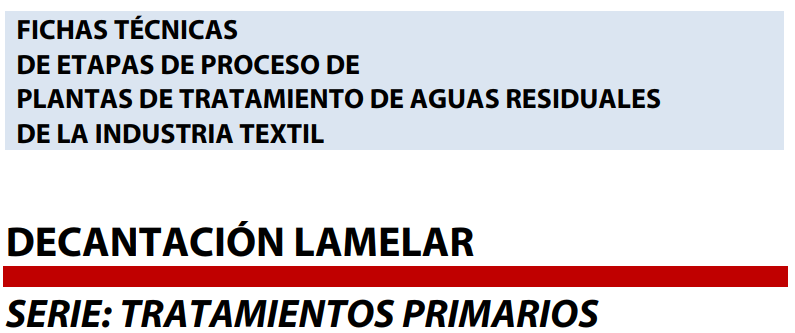 FICHAS TÉCNICAS
DE ETAPAS DE PROCESO DE
PLANTAS DE TRATAMIENTO DE AGUAS RESIDUALES
DE LA INDUSTRIA TEXTIL
DECANTACIÓN LAMELAR
SERIE: TRATAMIENTOS PRIMARIOS